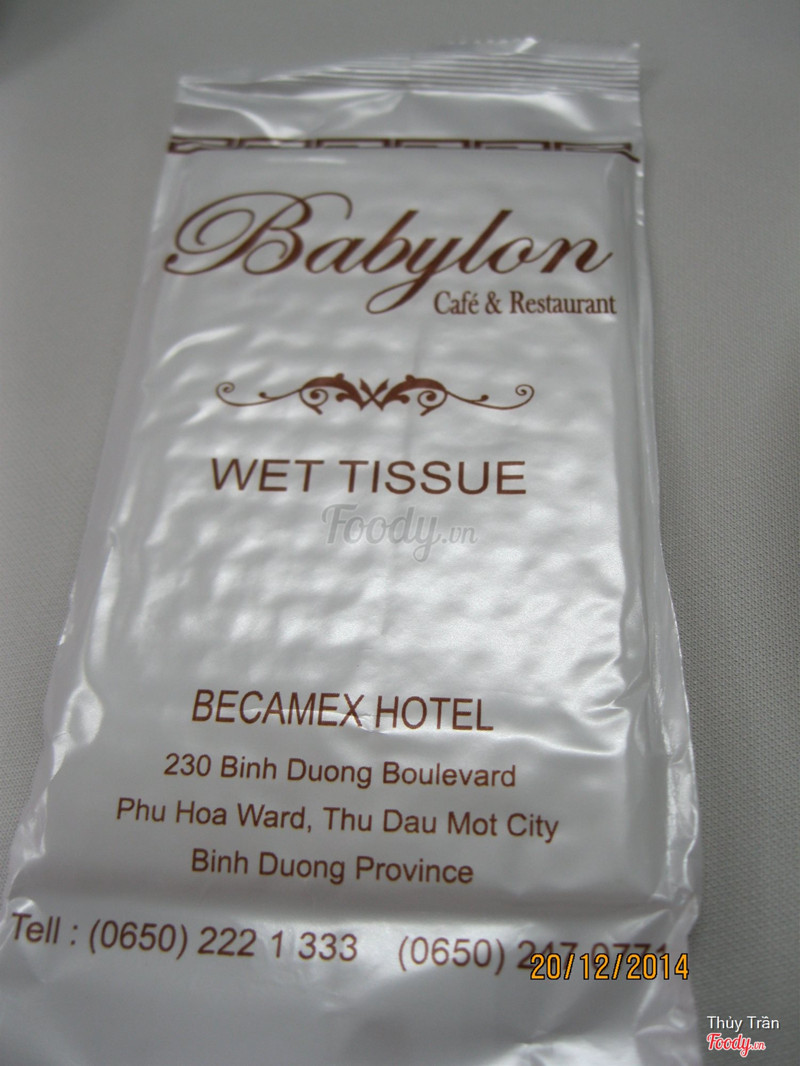 Babylon
Café & Restaurant
WET TISSUE
Foody.vn
BECAMEX HOTEL
230 Binh Duong Boulevard
Phu Hoa Ward, Thu Dau Mot City
Binh Duong Province
Tell : (0650) 222 1 333 (0650)
20/12/2014
Thủy Trần
Foody.vn